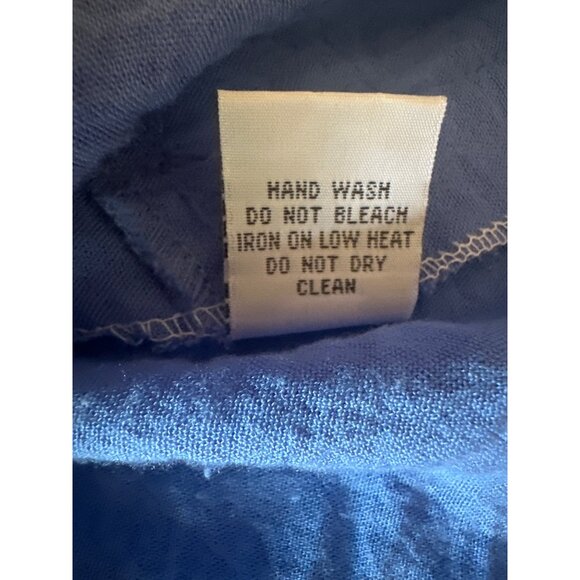 HAND WASH
DO NOT BLEACH
IRON ON LOW HEAT
DO NOT DRY
CLEAN